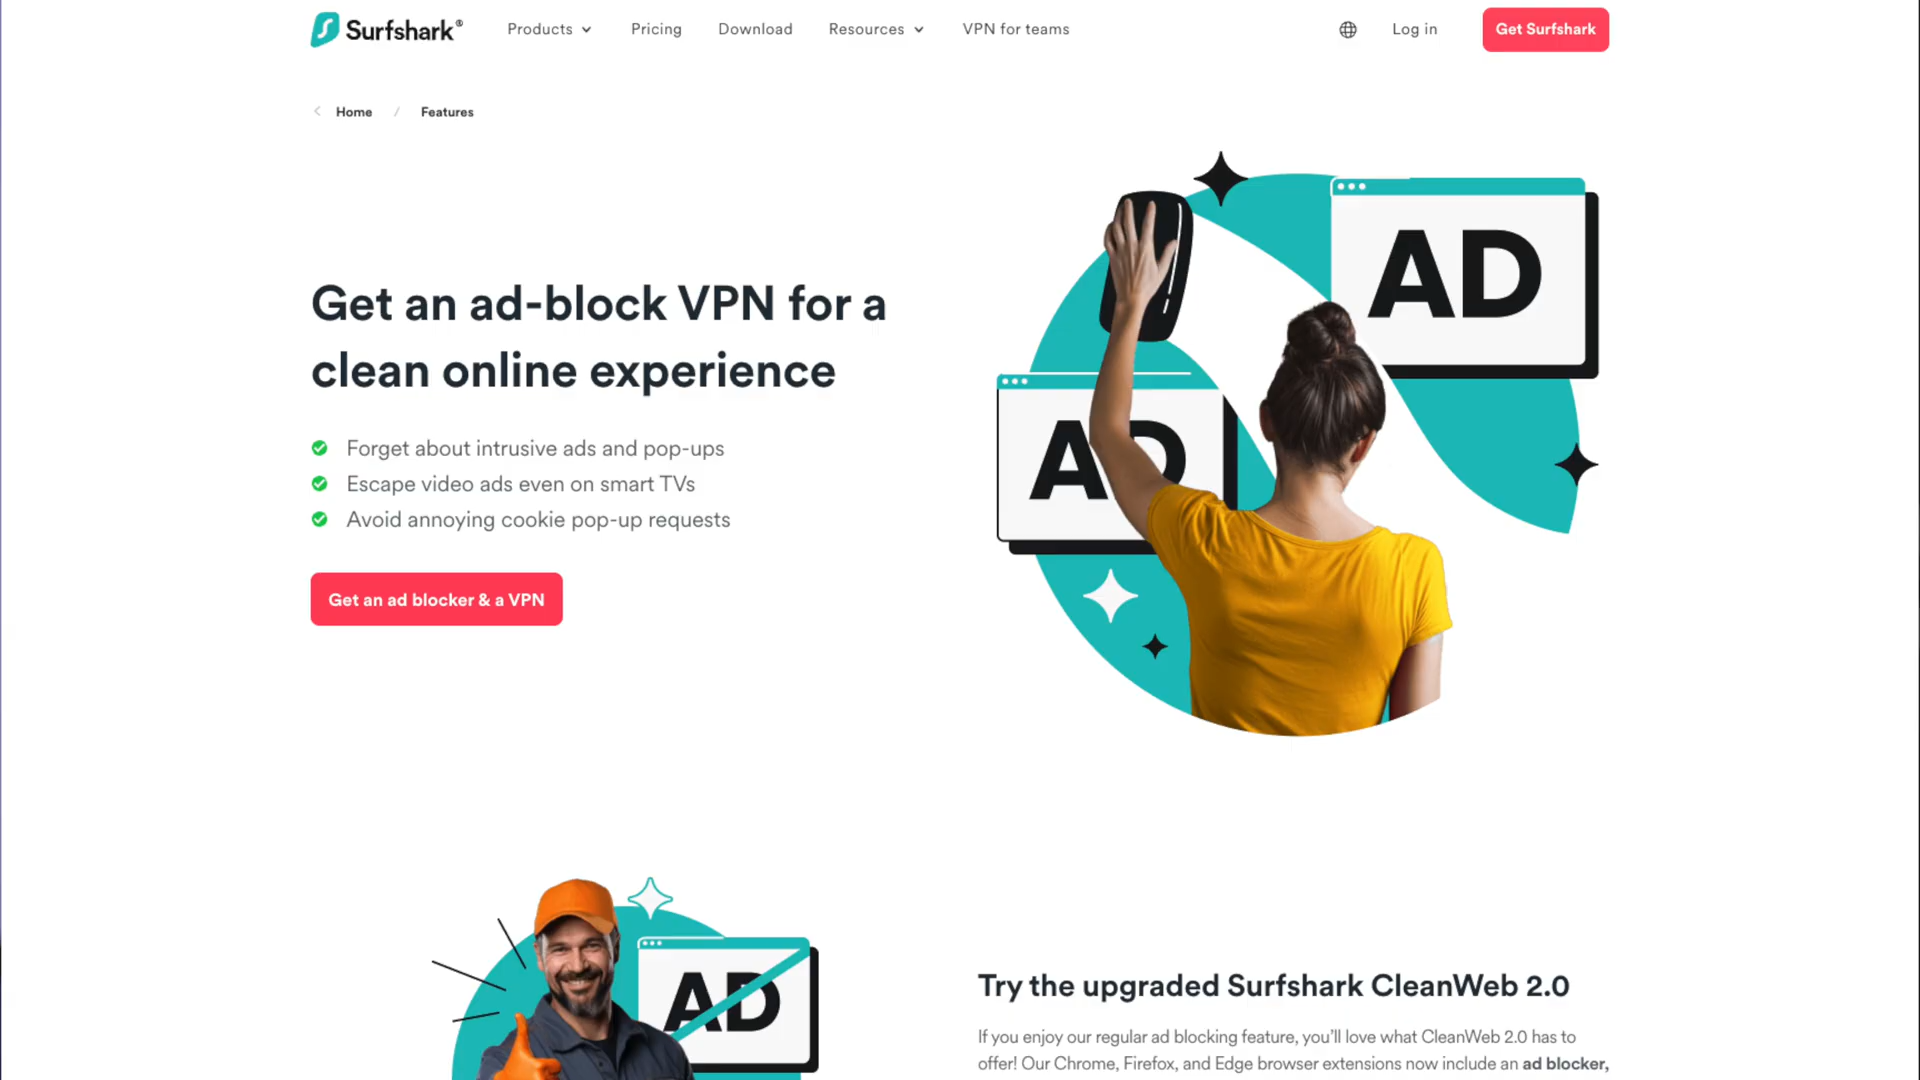 Surfshark®
Products
Pricing
Download
Resources
VPN for teams
Log in
Get Surfshark
Home / Features
Get an ad-block VPN for a
clean online experience
Forget about intrusive ads and pop-ups
Escape video ads even on smart TVs
Avoid annoying cookie pop-up requests
Get an ad blocker & a VPN
AD
AD
AD
Try the upgraded Surfshark CleanWeb 2.0
If you enjoy our regular ad blocking feature, you’ll love what CleanWeb 2.0 has to
offer! Our Chrome, Firefox, and Edge browser extensions now include an ad blocker,